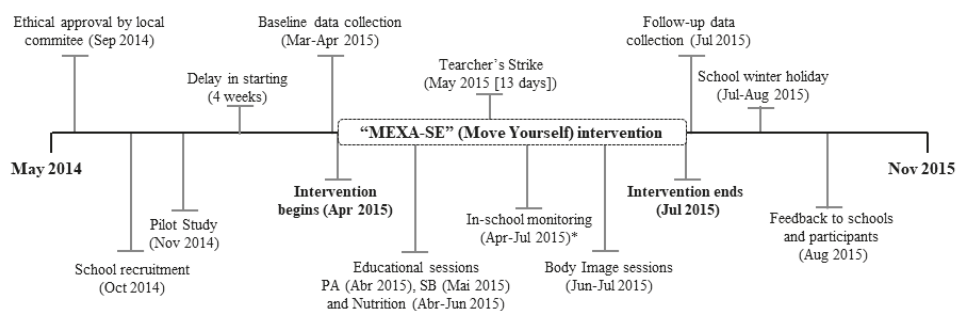 Ethical approval by local
commitee (Sep 2014)
Baseline data collection
(Mar-Apr 2015)
Follow-up data
collection (Jul 2015)
Delay in starting
(4 weeks)
Tearcher's Strike
(May 2015 [13 days])
School winter holiday
(Jul-Aug 2015)
"MEXA-SE" (Move Yourself) intervention
May 2014
Nov 2015
Intervention
begins (Apr 2015)
Intervention ends
(Jul 2015)
Pilot Study
(Nov 2014)
In-school monitoring
(Apr-Jul 2015)*
Feedback to schools
and participants
(Aug 2015)
School recruitment
(Oct 2014)
Educational sessions
PA (Abr 2015), SB (Mai 2015)
and Nutrition (Abr-Jun 2015)
Body Image sessions
(Jun-Jul 2015)